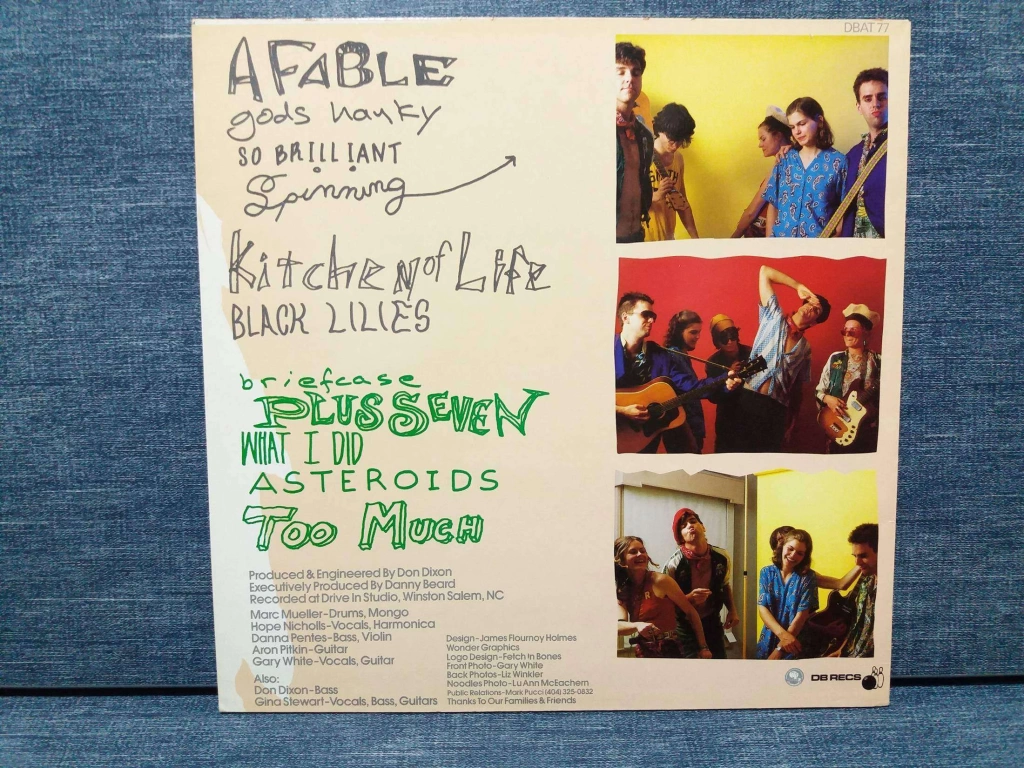 DBAT 77
A FABLE
gods hanky
SO BRILLIANT
Spinning
Kitchen of Life
BLACK LILIES
briefcase
PLUS SEVEN
WHAT I DID
ASTEROIDS
Too Much
Produced & Engineered By Don Dixon
Executively Produced By Danny Beard
Recorded at Drive In Studio, Winston Salem, NC
Marc Mueller-Drums, Mongo
Hope Nicholls-Vocals, Harmonica
Danna Pentes-Bass, Violin
Aron Pitkin-Guitar
Gary White-Vocals, Guitar
Also:
Don Dixon-Bass
Gina Stewart-Vocals, Bass, Guitars
Design-James Flournoy Holmes
Wonder Graphics
Logo Design-Fetch in Bones
Front Photo-Gary White
Back Photos-Liz Winkler
Noodles Photo-Lu Ann McEachern
Public Relations-Mark Pucci (404) 325-0832
Thanks To Our Families & Friends
DB RECS